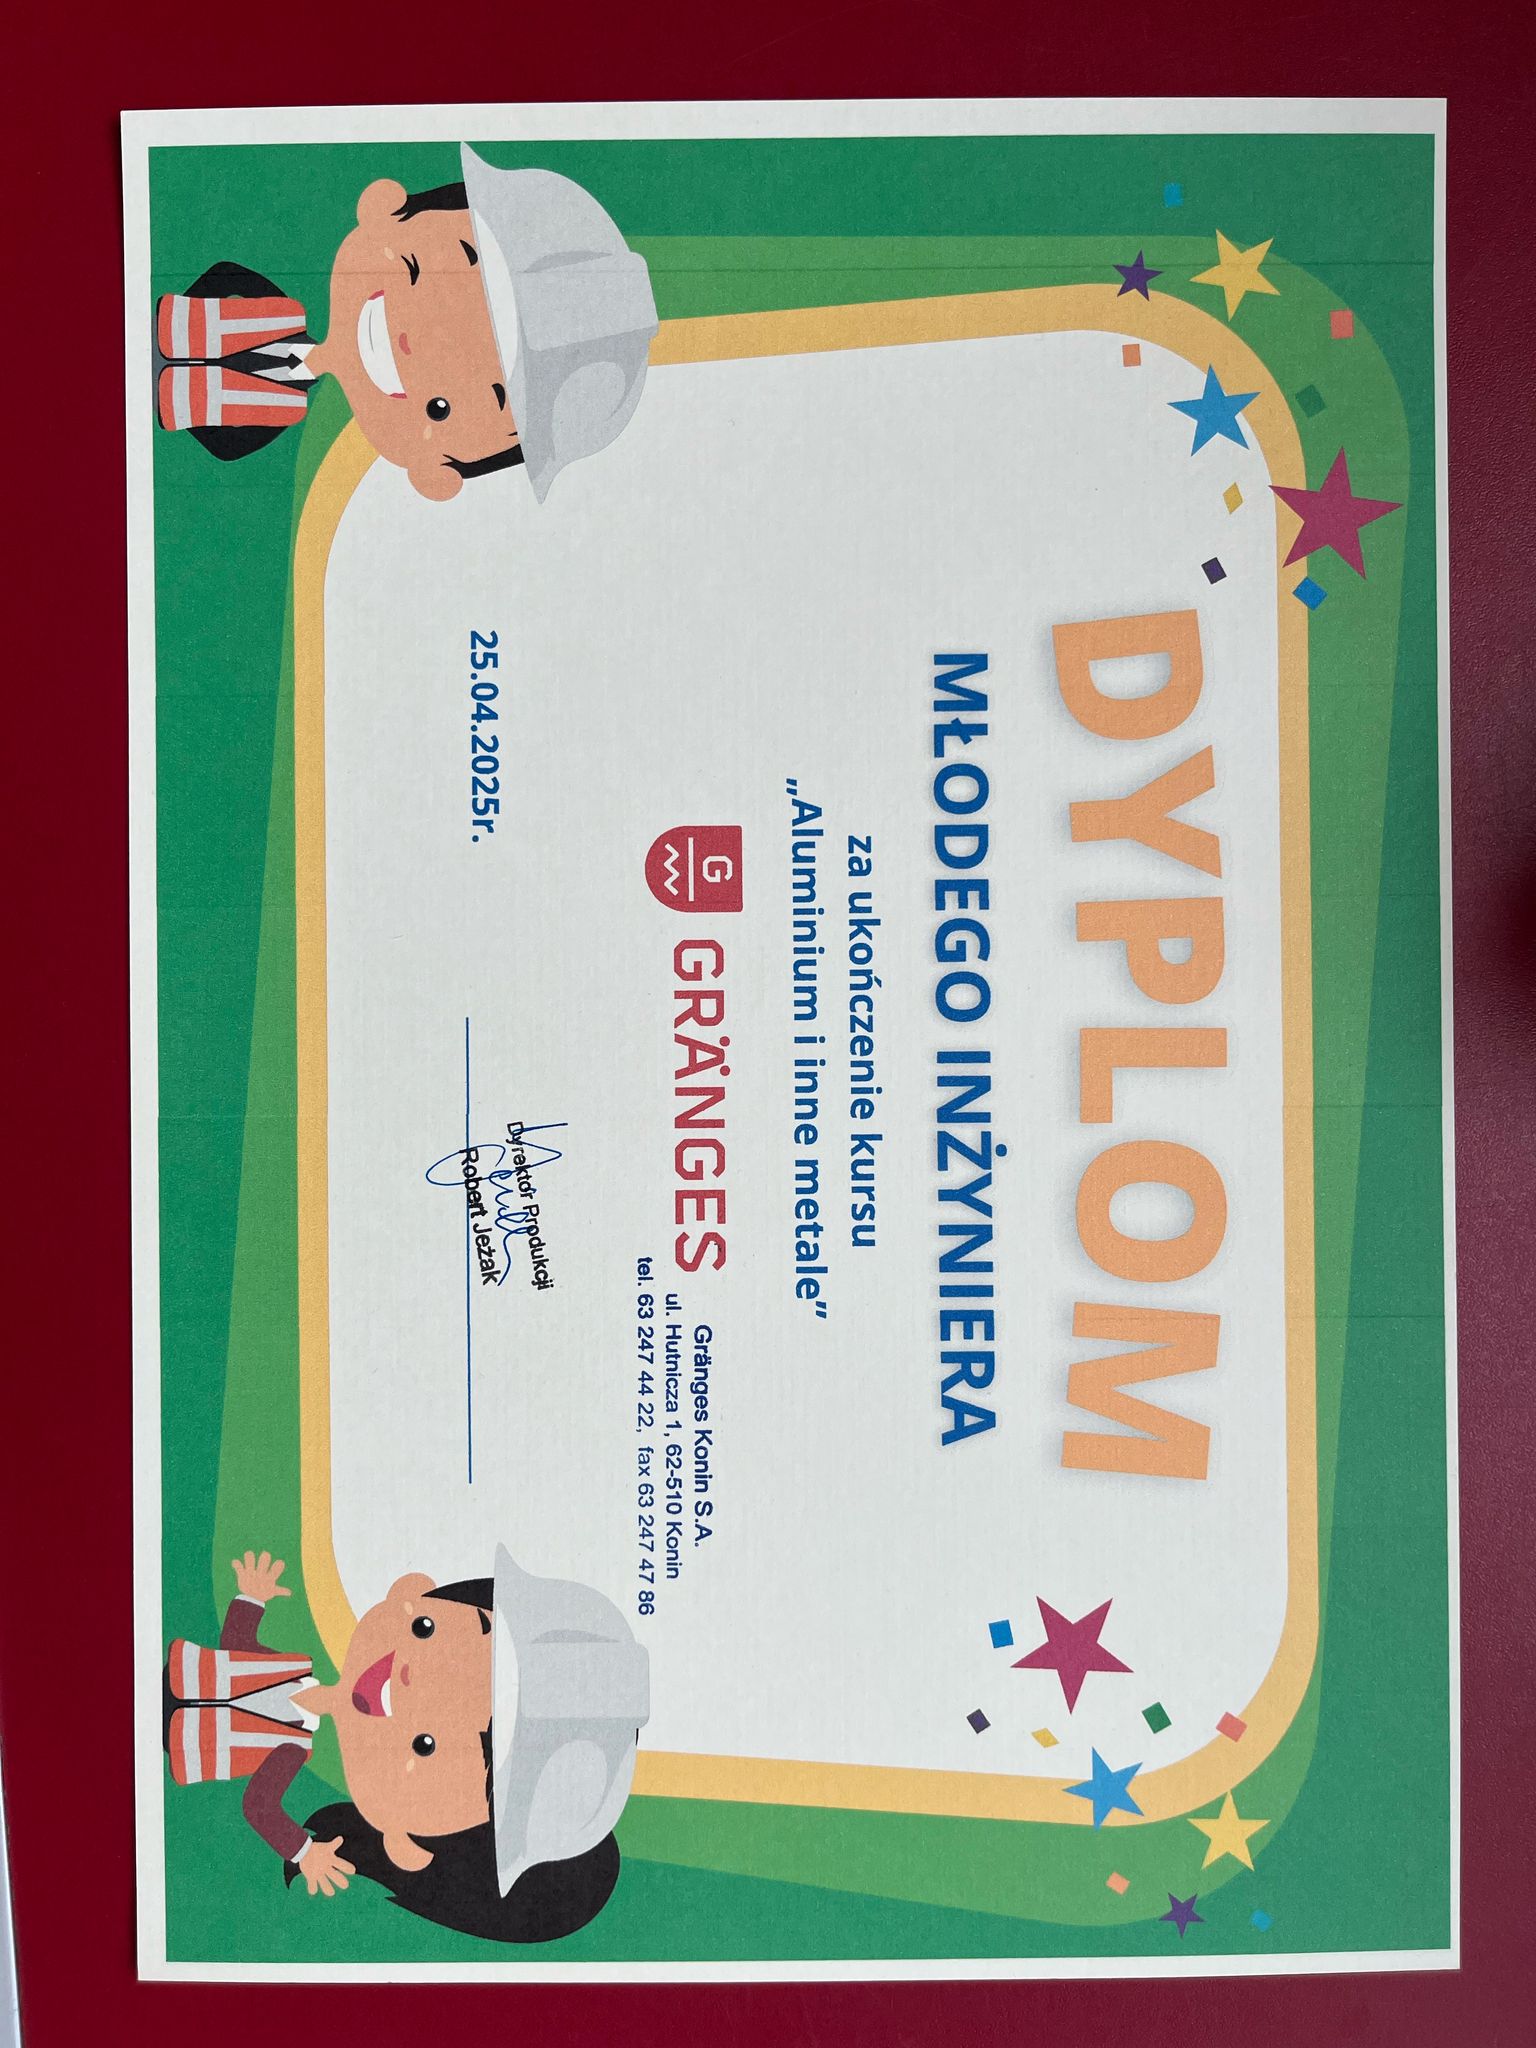 DYPLOM
MŁODEGO INŻYNIERA
za ukończenie kursu
„Aluminium i inne metale”
G GRÄNGES
Gränges Konin S.A.
ul. Hutnicza 1, 62-510 Konin
tel. 63 247 44 22, fax 63 247 47 86
25.04.2025r.
Dyrektor Produkcji
Robert Jeżak